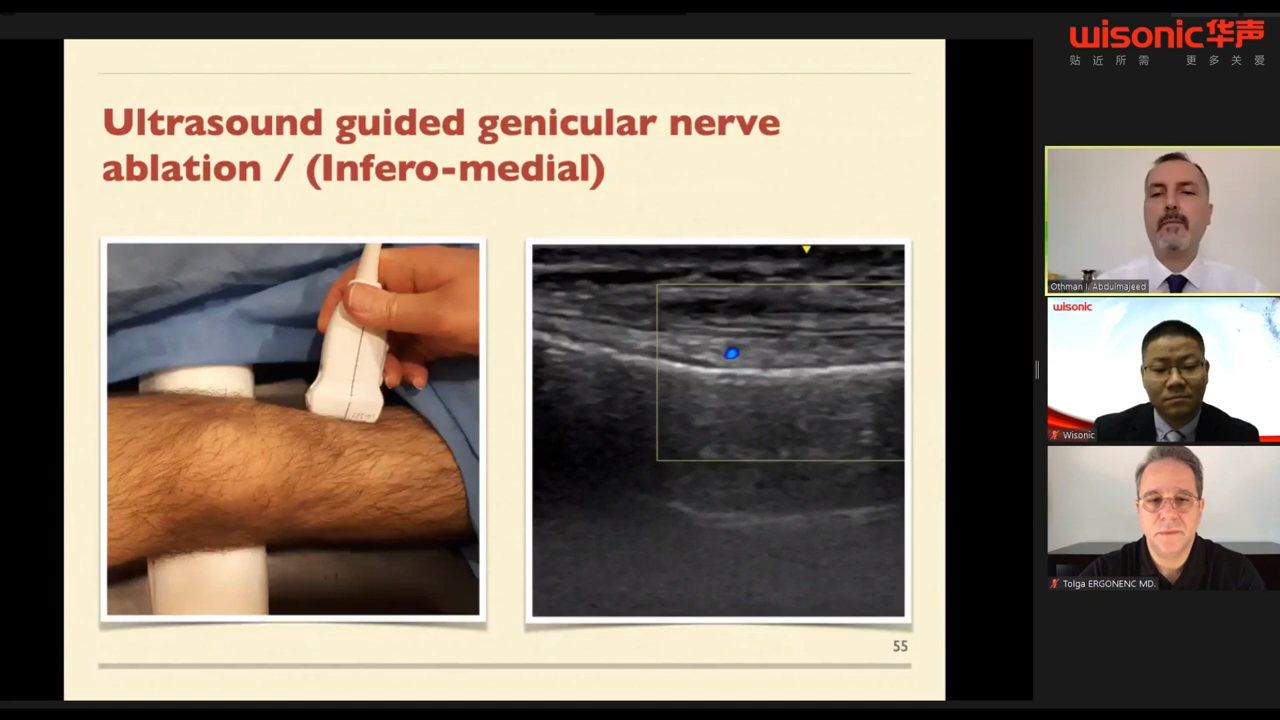 wisonic华声
贴近所需 更多关爱
Ultrasound guided genicular nerve
ablation / (Infero-medial)
55
Othman I. Abdulmajeed
wisonic
Wisonic
Tolga ERGONENC MD.